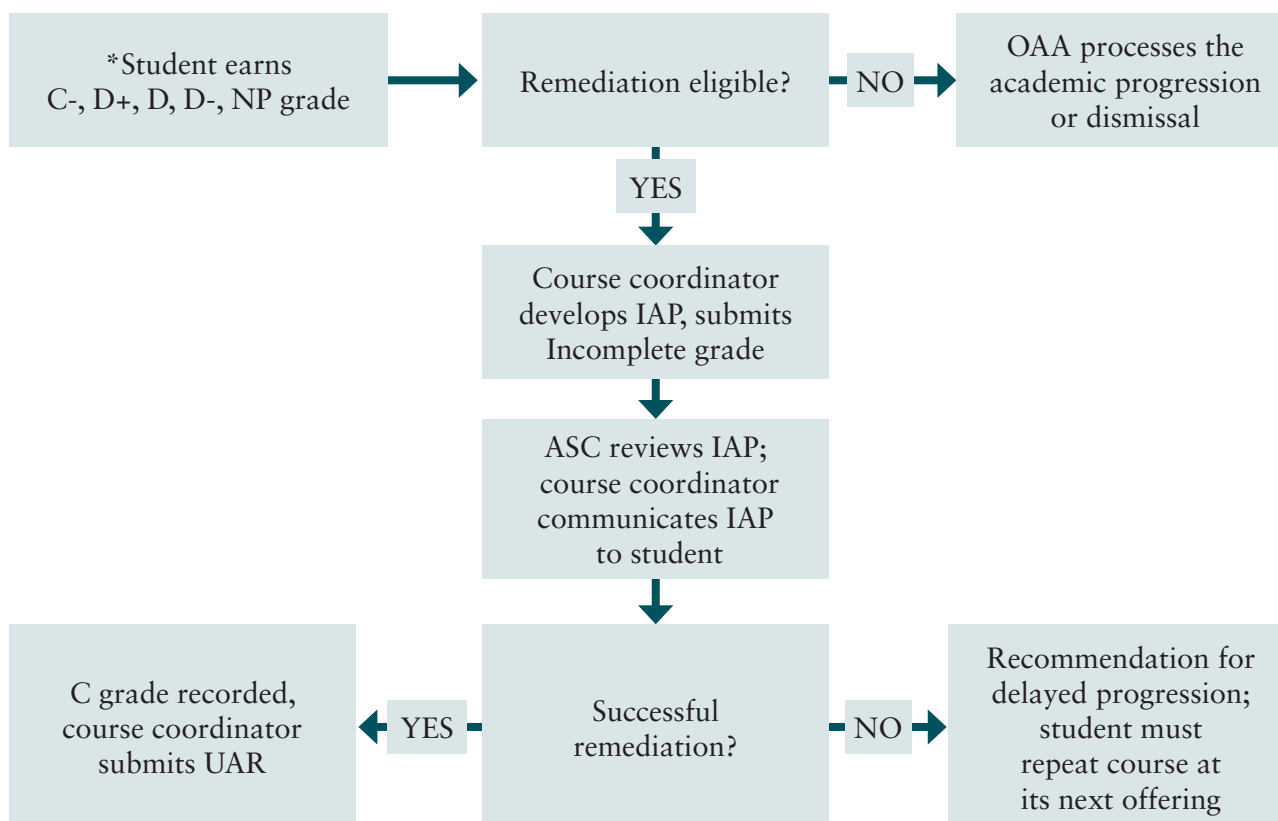 *Student earns
C-, D+, D, D-, NP grade
Remediation eligible?
NO
OAA processes the
academic progression
or dismissal
YES
Course coordinator
develops IAP, submits
Incomplete grade
ASC reviews IAP;
course coordinator
communicates IAP
to student
C grade recorded,
course coordinator
submits UAR
YES
Successful
remediation?
NO
Recommendation for
delayed progression;
student must
repeat course at
its next offering